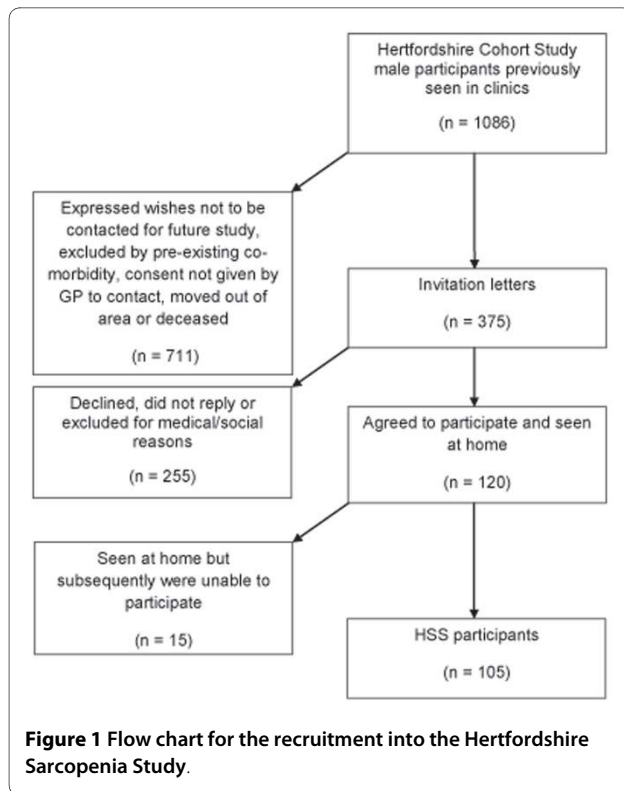 Hertfordshire Cohort Study
male participants previously
seen in clinics
(n = 1086)
Expressed wishes not to be
contacted for future study,
excluded by pre-existing co-
morbidity, consent not given by
GP to contact, moved out of
area or deceased
(n = 711)
Invitation letters
(n = 375)
Declined, did not reply or
excluded for medical/social
reasons
(n = 255)
Agreed to participate and seen
at home
(n = 120)
Seen at home but
subsequently were unable to
participate
(n = 15)
HSS participants
(n = 105)
Figure 1 Flow chart for the recruitment into the Hertfordshire
Sarcopenia Study.